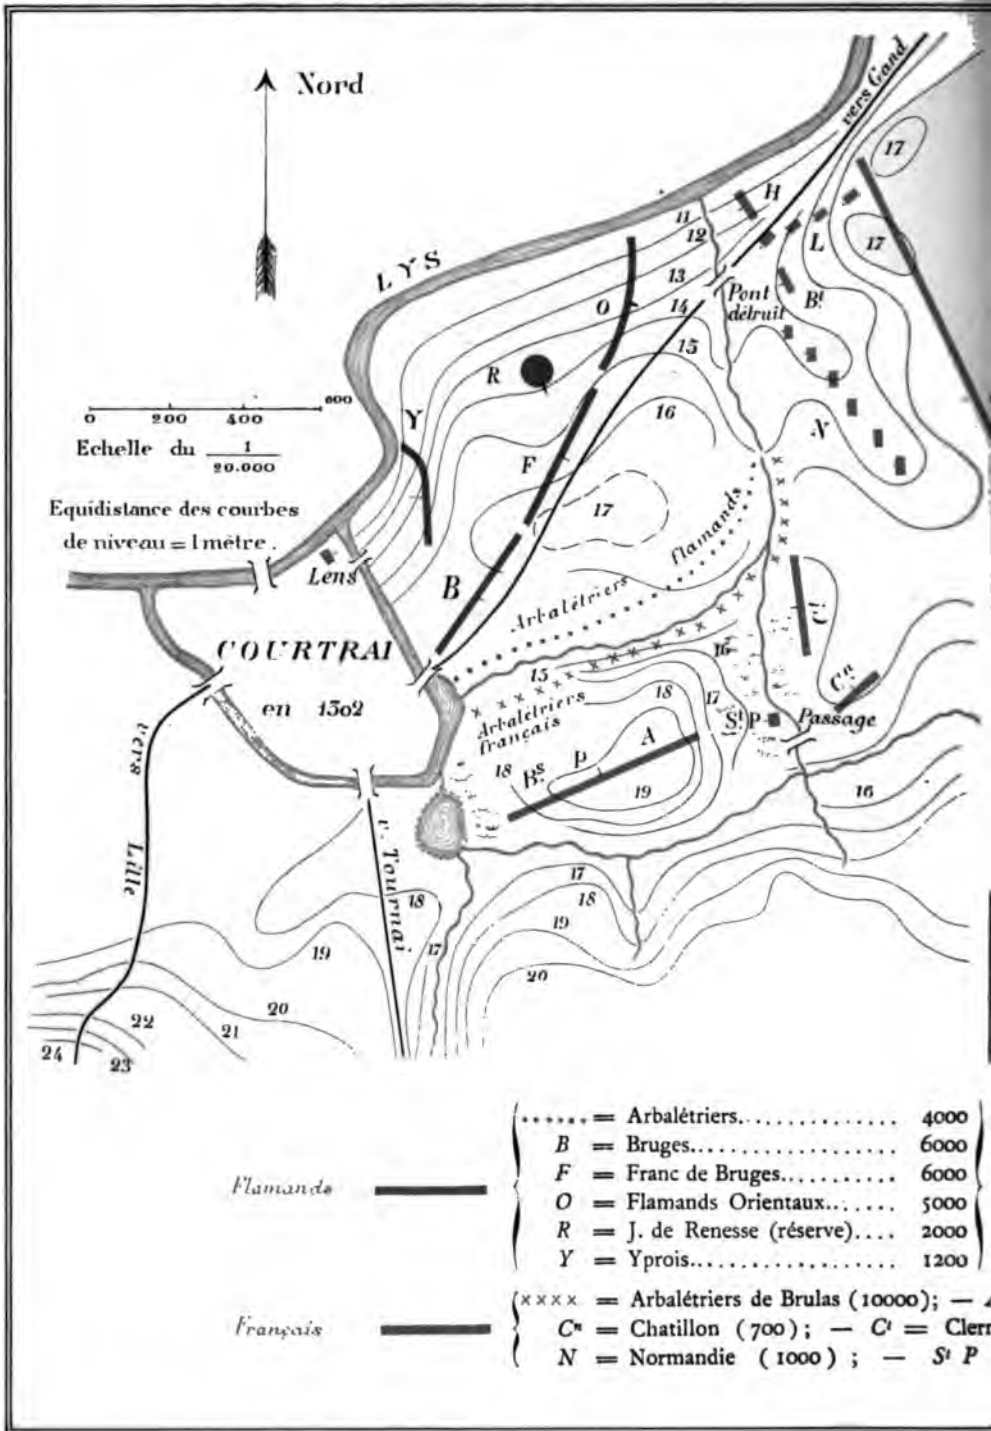 Nord
vers Gand
17
H
11
12
L
17
LYS
13
O
Pont
détruit
Bt.
14
15
R
600
16
0 200 400
Y
Echelle du 1
20.000
F
N
Equidistance des courbes
de niveau = 1 mètre.
17
flamands
Lens
B
Arbalétriers
Ct
COURTRAI
15
16
Cn
en 1302
Arbalétriers
français
18
17
St P
Passage
A
P
Bs.
18
19
16
vers
Lille
v. Tournai
17
18
18
19
17
19
20
20
22
21
24
23
...... = Arbalétriers.................. 4000
B = Bruges.................. 6000
F = Franc de Bruges........... 6000
Flamands
O = Flamands Orientaux....... 5000
R = J. de Renesse (réserve).... 2000
Y = Yprois.................. 1200
xxxx = Arbalétriers de Brulas (10000); —
Français
Cn = Chatillon (700); — Ct = Clerm
N = Normandie (1000) ; — St P